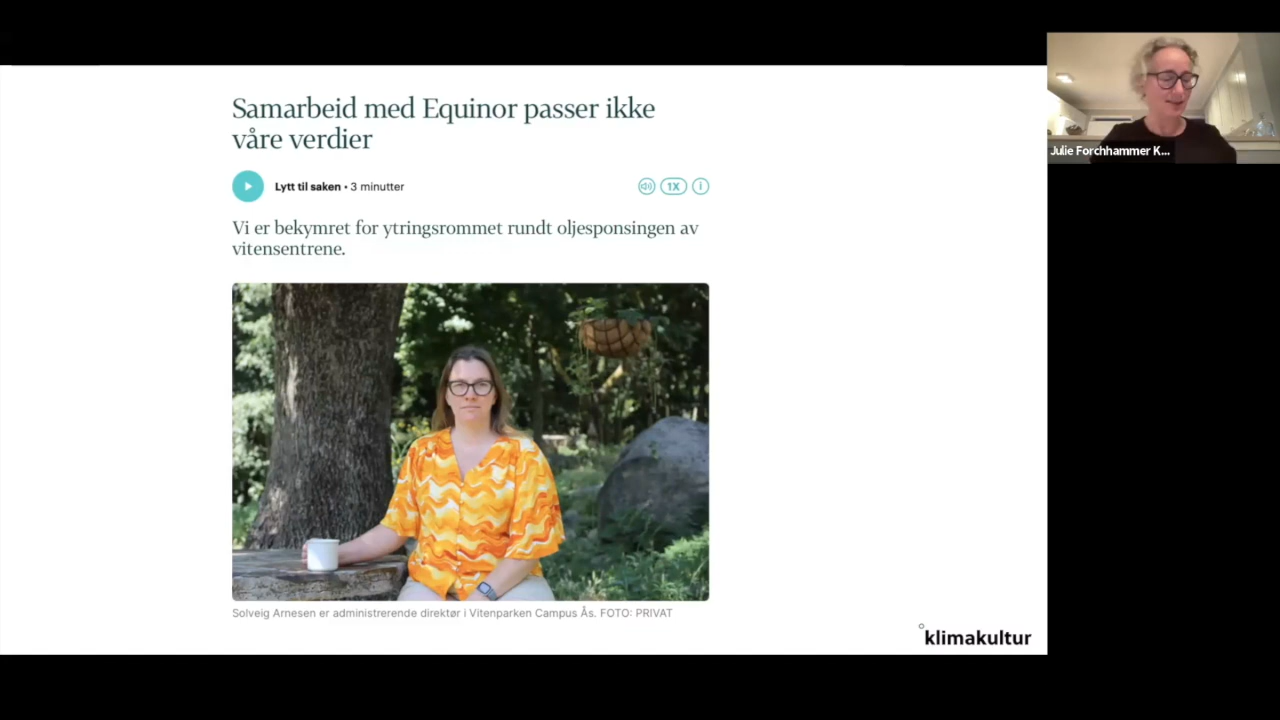 Samarbeid med Equinor passer ikke
våre verdier
Lytt til saken • 3 minutter
1X
i
Vi er bekymret for ytringsrommet rundt oljesponsingen av
vitensentrene.
Solveig Arnesen er administrerende direktør i Vitenparken Campus Ås. FOTO: PRIVAT
°klimakultur
Julie Forchhammer K...